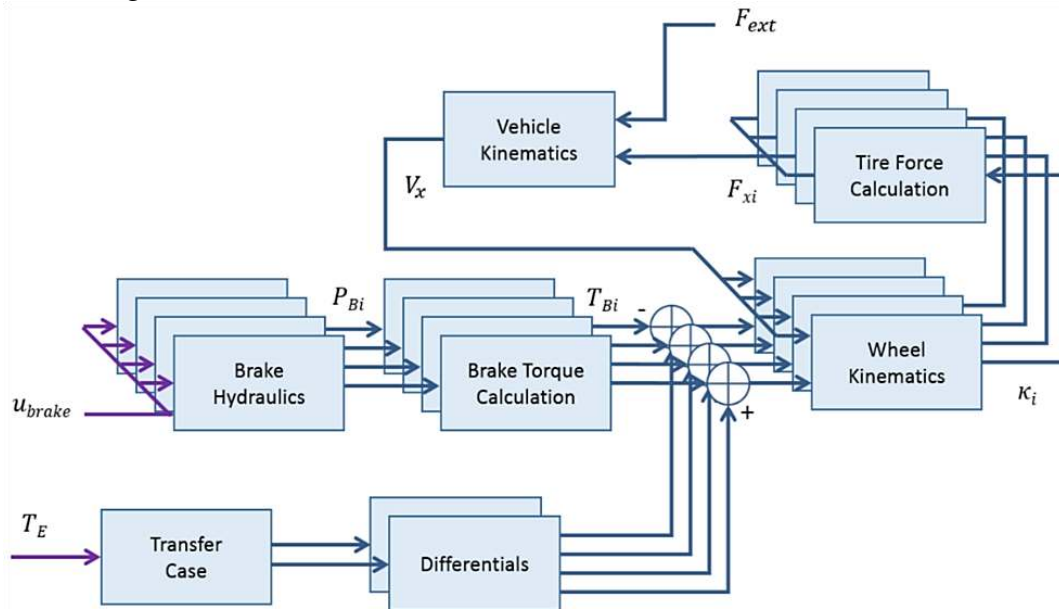 F_ext
Vehicle
Kinematics
Tire Force
Calculation
V_x
F_xi
P_Bi
T_Bi
-
Brake
Hydraulics
Brake Torque
Calculation
Wheel
Kinematics
u_brake
+
κ_i
T_E
Transfer
Case
Differentials